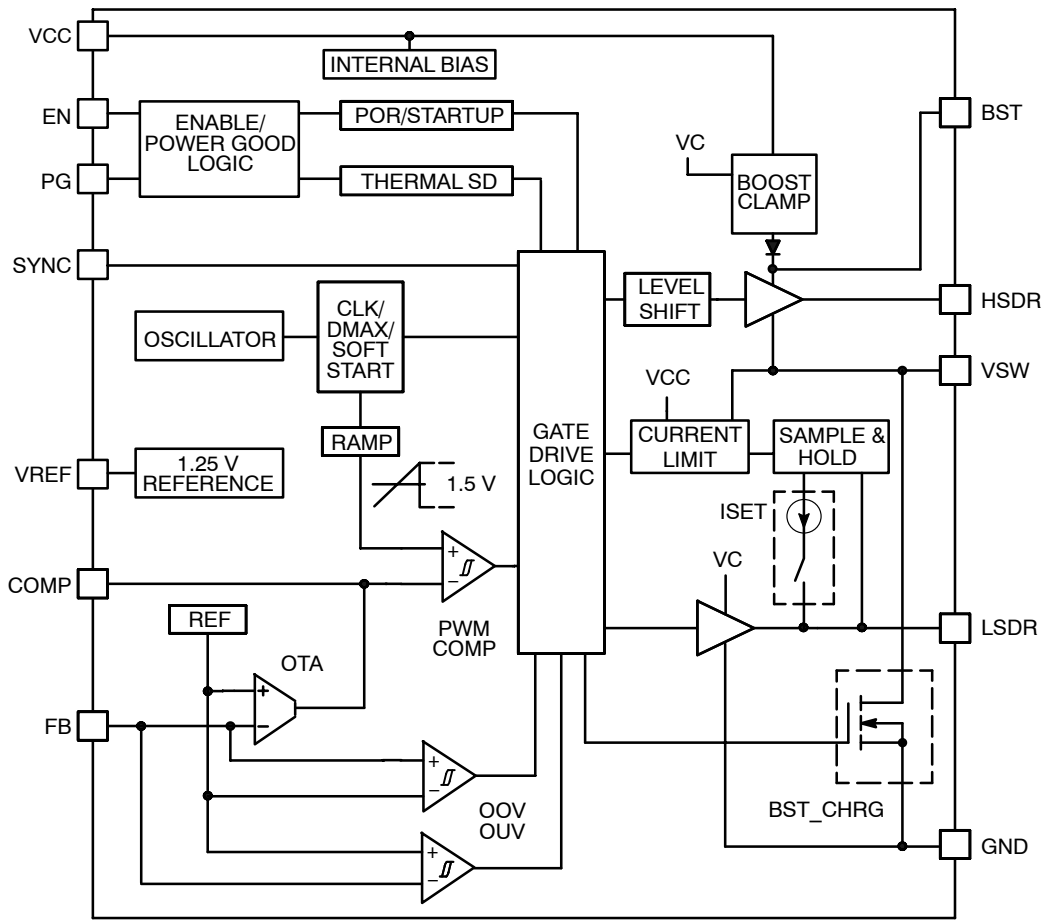 VCC
INTERNAL BIAS
EN
ENABLE/
POWER GOOD
LOGIC
POR/STARTUP
BST
VC
BOOST
CLAMP
PG
THERMAL SD
SYNC
OSCILLATOR
CLK/
DMAX/
SOFT
START
LEVEL
SHIFT
HSDR
VSW
VCC
GATE
DRIVE
LOGIC
CURRENT
LIMIT
SAMPLE &
HOLD
RAMP
VREF
1.25 V
REFERENCE
1.5 V
ISET
+
−
COMP
PWM
COMP
VC
LSDR
REF
OTA
+
−
FB
+
−
OOV
OUV
BST_CHRG
+
−
GND